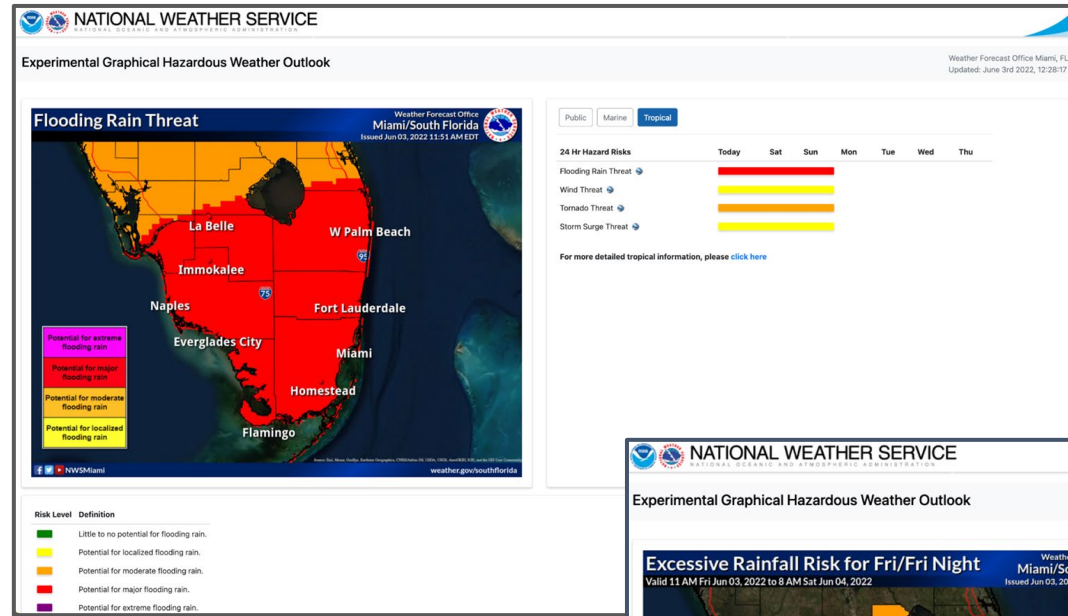 NATIONAL WEATHER SERVICE
NATIONAL OCEANIC AND ATMOSPHERIC ADMINISTRATION
Experimental Graphical Hazardous Weather Outlook
Weather Forecast Office Miami, FL
Updated: June 3rd 2022, 12:28:17
Flooding Rain Threat
Weather Forecast Office
Miami/South Florida
Issued Jun 03, 2022 11:51 AM EDT
La Belle
W Palm Beach
95
Immokalee
75
Naples
Fort Lauderdale
Everglades City
Miami
Homestead
Flamingo
Potential for extreme
flooding rain
Potential for major
flooding rain
Potential for moderate
flooding rain
Potential for localized
flooding rain
NWSMiami
weather.gov/southflorida
Public Marine Tropical
24 Hr Hazard Risks Today Sat Sun Mon Tue Wed Thu
Flooding Rain Threat
Wind Threat
Tornado Threat
Storm Surge Threat
For more detailed tropical information, please click here
Risk Level Definition
Little to no potential for flooding rain.
Potential for localized flooding rain.
Potential for moderate flooding rain.
Potential for major flooding rain.
Potential for extreme flooding rain.
NATIONAL WEATHER SERVICE
NATIONAL OCEANIC AND ATMOSPHERIC ADMINISTRATION
Experimental Graphical Hazardous Weather Outlook
Excessive Rainfall Risk for Fri/Fri Night
Valid 11 AM Fri Jun 03, 2022 to 8 AM Sat Jun 04, 2022
Miami/So
Issued Jun 03, 20